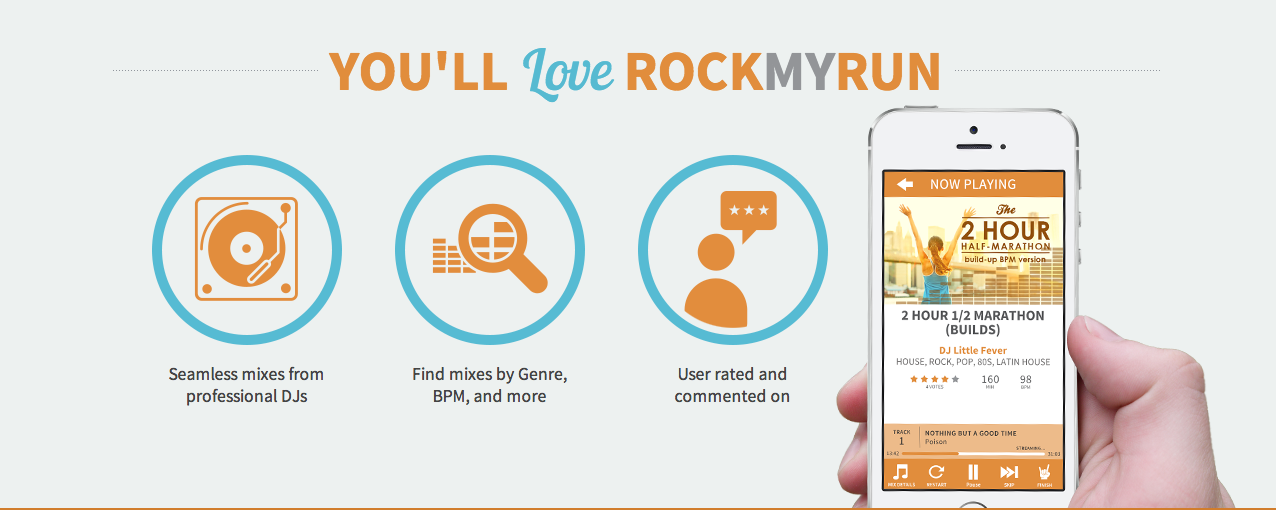 YOU'LL Love ROCKMYRUN
Seamless mixes from
professional DJs
Find mixes by Genre,
BPM, and more
User rated and
commented on
NOW PLAYING
The
2 HOUR
HALF-MARATHON
build-up BPM version
2 HOUR 1/2 MARATHON
(BUILDS)
DJ Little Fever
HOUSE, ROCK, POP, 80S, LATIN HOUSE
160 98
4 VOTES MIN BPM
TRACK
1
NOTHING BUT A GOOD TIME
Poison
STREAMING...
13:42
MIX DETAILS RESTART Pause SKIP FINISH